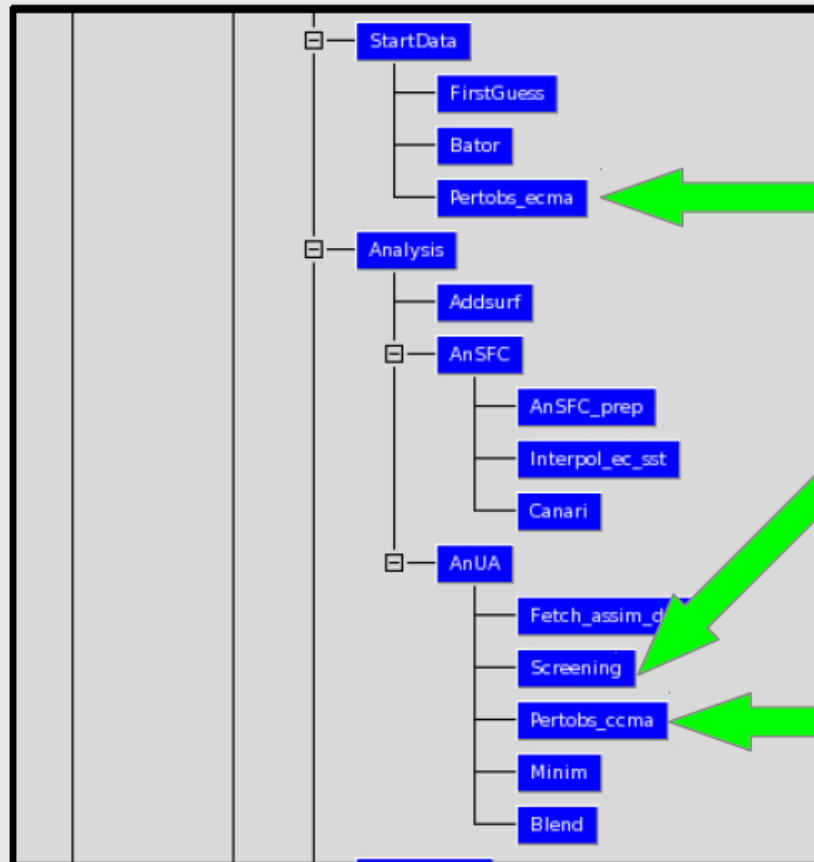 StartData
FirstGuess
Bator
Pertobs_ecma
Analysis
Addsurf
AnSFC
AnSFC_prep
Interpol_ec_sst
Canari
AnUA
Screening
Pertobs_ccma
Minim
Blend